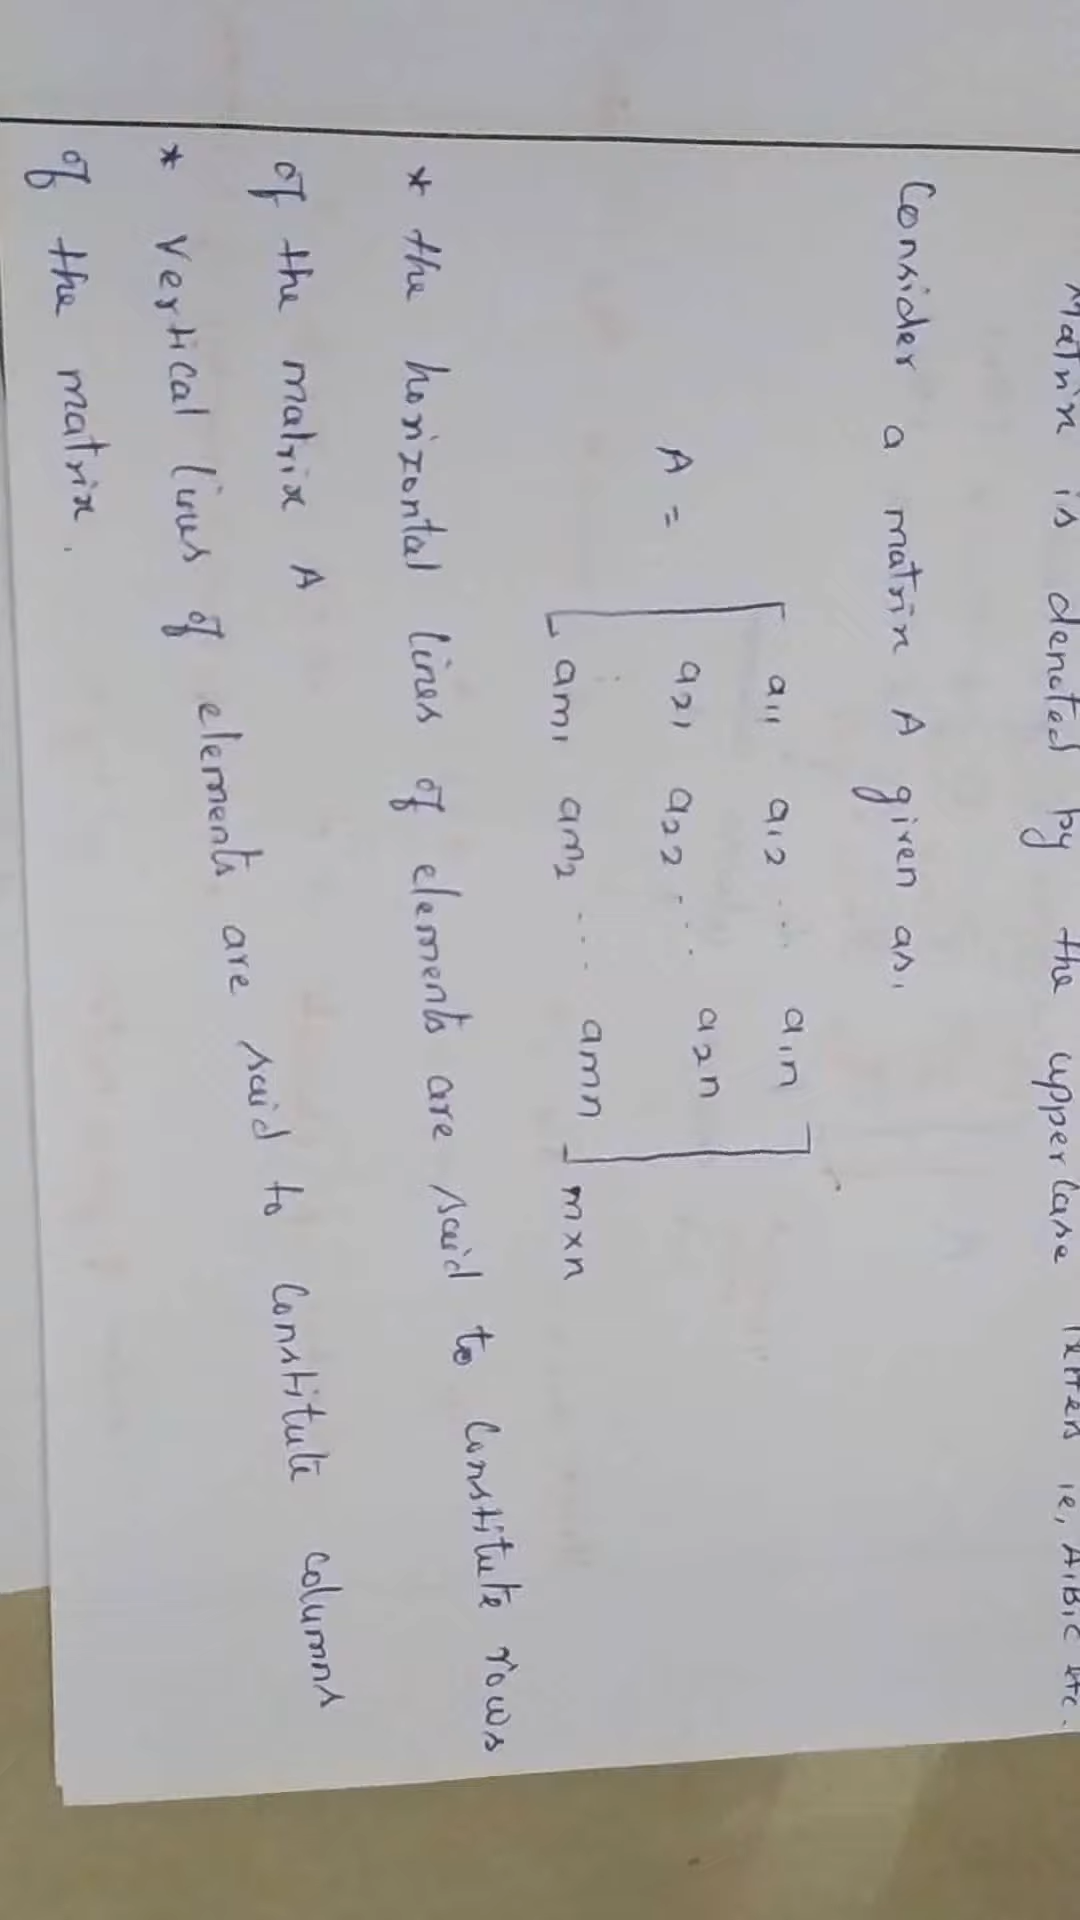 Matrix is denoted by the uppercase letters ie, A,B,C etc.
Consider a matrix A given as,
a11 a12 .. a1n
A = a21 a22 ... a2n
am1 am2 ... amn m×n
* the horizontal lines of elements are said to constitute rows
of the matrix A
* Vertical lines of elements are said to constitute columns
of the matrix.